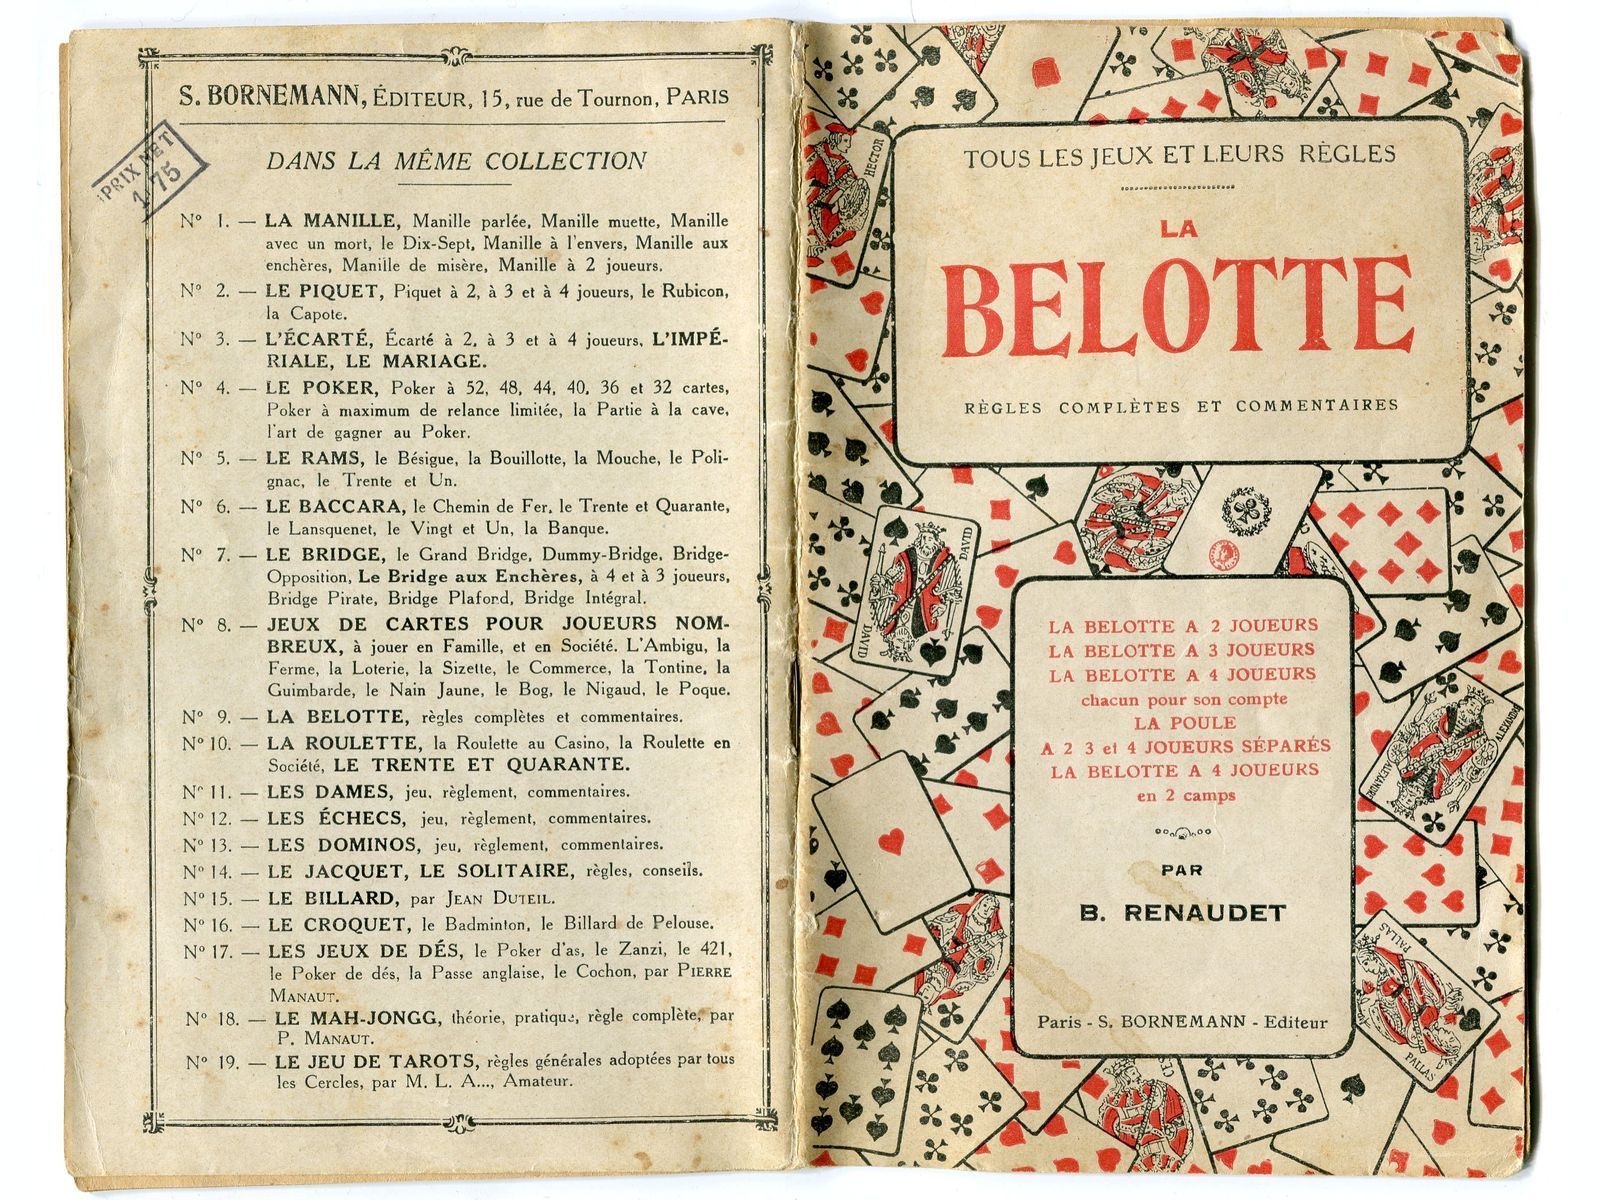 S. BORNEMANN, ÉDITEUR, 15, rue de Tournon, PARIS
PRIX NET
1 75
DANS LA MÊME COLLECTION
N° 1. — LA MANILLE, Manille parlée, Manille muette, Manille
avec un mort, le Dix-Sept, Manille à l'envers, Manille aux
enchères, Manille de misère, Manille à 2 joueurs.
N° 2. — LE PIQUET, Piquet à 2, à 3 et à 4 joueurs, le Rubicon,
la Capote.
N° 3. — L'ÉCARTÉ, Écarté à 2, à 3 et à 4 joueurs, L'IMPÉ-
RIALE, LE MARIAGE.
N° 4. — LE POKER, Poker à 52, 48, 44, 40, 36 et 32 cartes,
Poker à maximum de relance limitée, la Partie à la cave,
l'art de gagner au Poker.
N° 5. — LE RAMS, le Bésigue, la Bouillotte, la Mouche, le Poli-
gnac, le Trente et Un.
N° 6. — LE BACCARA, le Chemin de Fer, le Trente et Quarante,
le Lansquenet, le Vingt et Un, la Banque.
N° 7. — LE BRIDGE, le Grand Bridge, Dummy-Bridge, Bridge-
Opposition, Le Bridge aux Enchères, à 4 et à 3 joueurs,
Bridge Pirate, Bridge Plafond, Bridge Intégral.
N° 8. — JEUX DE CARTES POUR JOUEURS NOM-
BREUX, à jouer en Famille, et en Société. L'Ambigu, la
Ferme, la Loterie, la Sizette, le Commerce, la Tontine, la
Guimbarde, le Nain Jaune, le Bog, le Nigaud, le Poque.
N° 9. — LA BELOTTE, règles complètes et commentaires.
N° 10. — LA ROULETTE, la Roulette au Casino, la Roulette en
Société, LE TRENTE ET QUARANTE.
N° 11. — LES DAMES, jeu, règlement, commentaires.
N° 12. — LES ÉCHECS, jeu, règlement, commentaires.
N° 13. — LES DOMINOS, jeu, règlement, commentaires.
N° 14. — LE JACQUET, LE SOLITAIRE, règles, conseils.
N° 15. — LE BILLARD, par JEAN DUTEIL.
N° 16. — LE CROQUET, le Badminton, le Billard de Pelouse.
N° 17. — LES JEUX DE DÉS, le Poker d'as, le Zanzi, le 421,
le Poker de dés, la Passe anglaise, le Cochon, par PIERRE
MANAUT.
N° 18. — LE MAH-JONGG, théorie, pratique, règle complète, par
P. MANAUT.
N° 19. — LE JEU DE TAROTS, règles générales adoptées par tous
les Cercles, par M. L. A..., Amateur.
TOUS LES JEUX ET LEURS RÈGLES
LA
BELOTTE
RÈGLES COMPLÈTES ET COMMENTAIRES
LA BELOTTE A 2 JOUEURS
LA BELOTTE A 3 JOUEURS
LA BELOTTE A 4 JOUEURS
chacun pour son compte
LA POULE
A 2 3 et 4 JOUEURS SÉPARÉS
LA BELOTTE A 4 JOUEURS
en 2 camps
PAR
B. RENAUDET
Paris - S. BORNEMANN - Editeur
HECTOR
DAVID
DAVID
ALEXANDRE
ALEXANDRE
PALLAS
PALLAS